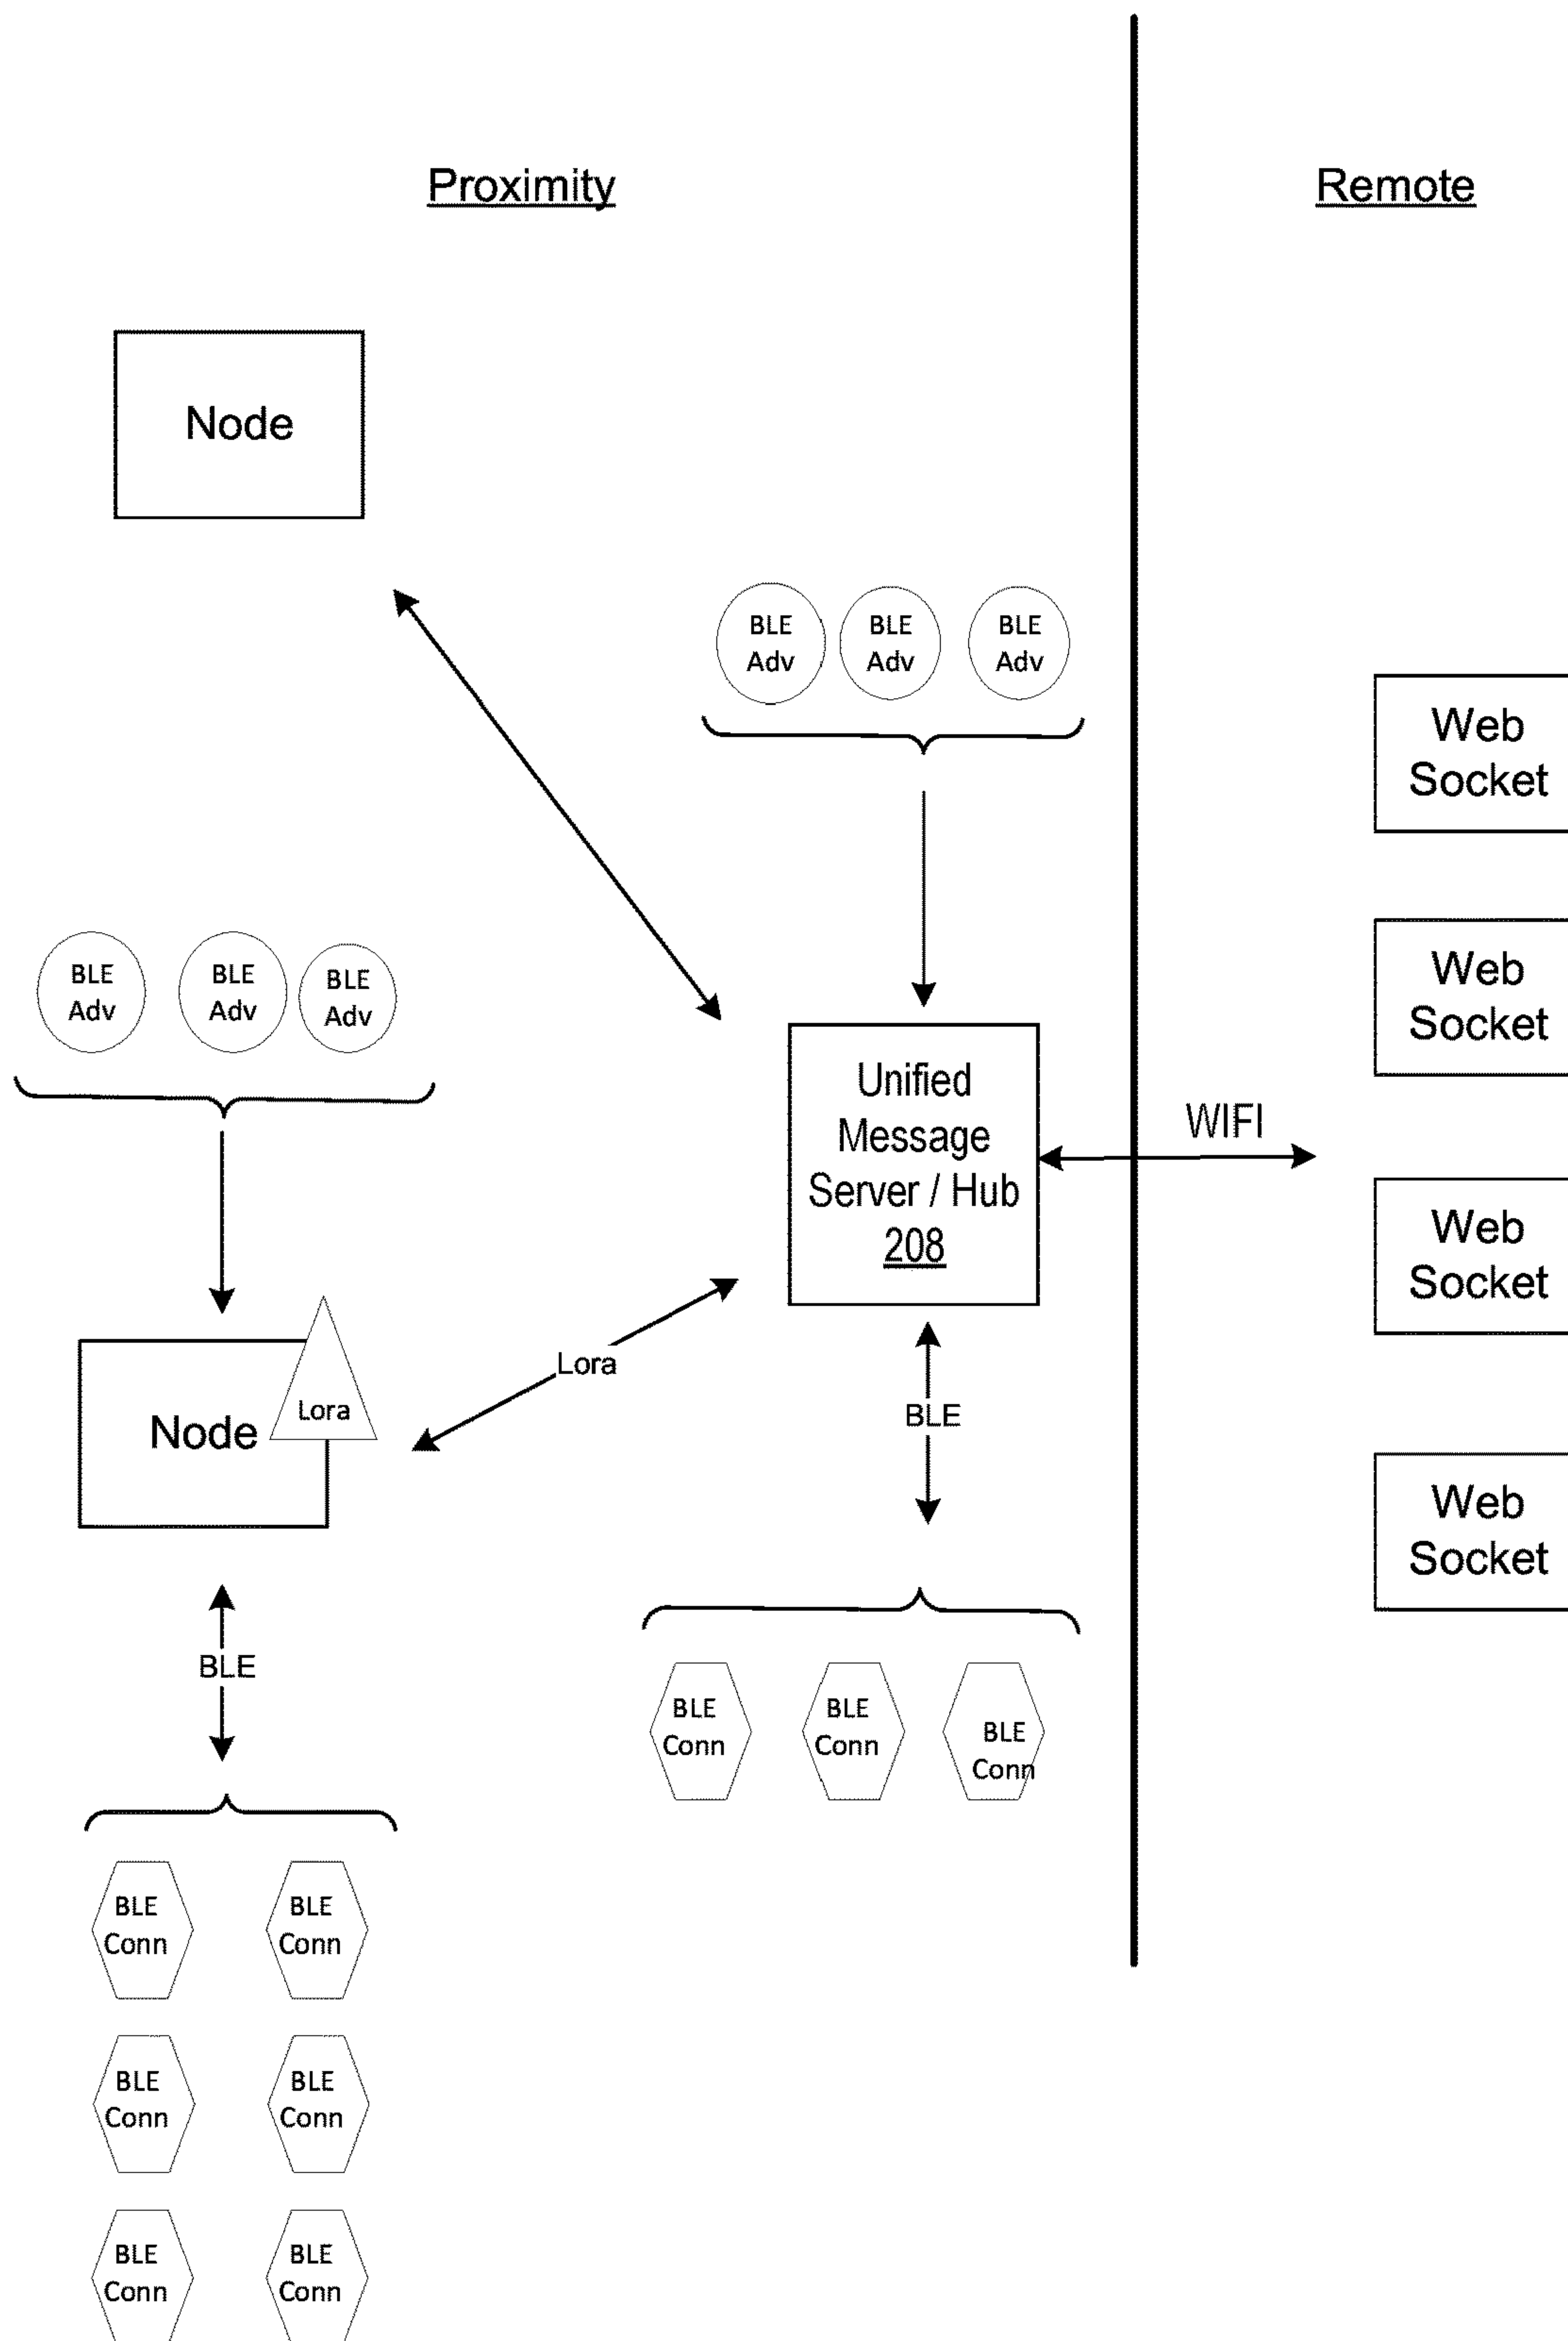 Proximity
Remote
Node
BLE
Adv
BLE
Adv
BLE
Adv
Web
Socket
BLE
Adv
BLE
Adv
BLE
Adv
Web
Socket
Unified
Message
Server / Hub
208
WIFI
Web
Socket
Node
Lora
Lora
BLE
Web
Socket
BLE
BLE
Conn
BLE
Conn
BLE
Conn
BLE
Conn
BLE
Conn
BLE
Conn
BLE
Conn
BLE
Conn
BLE
Conn